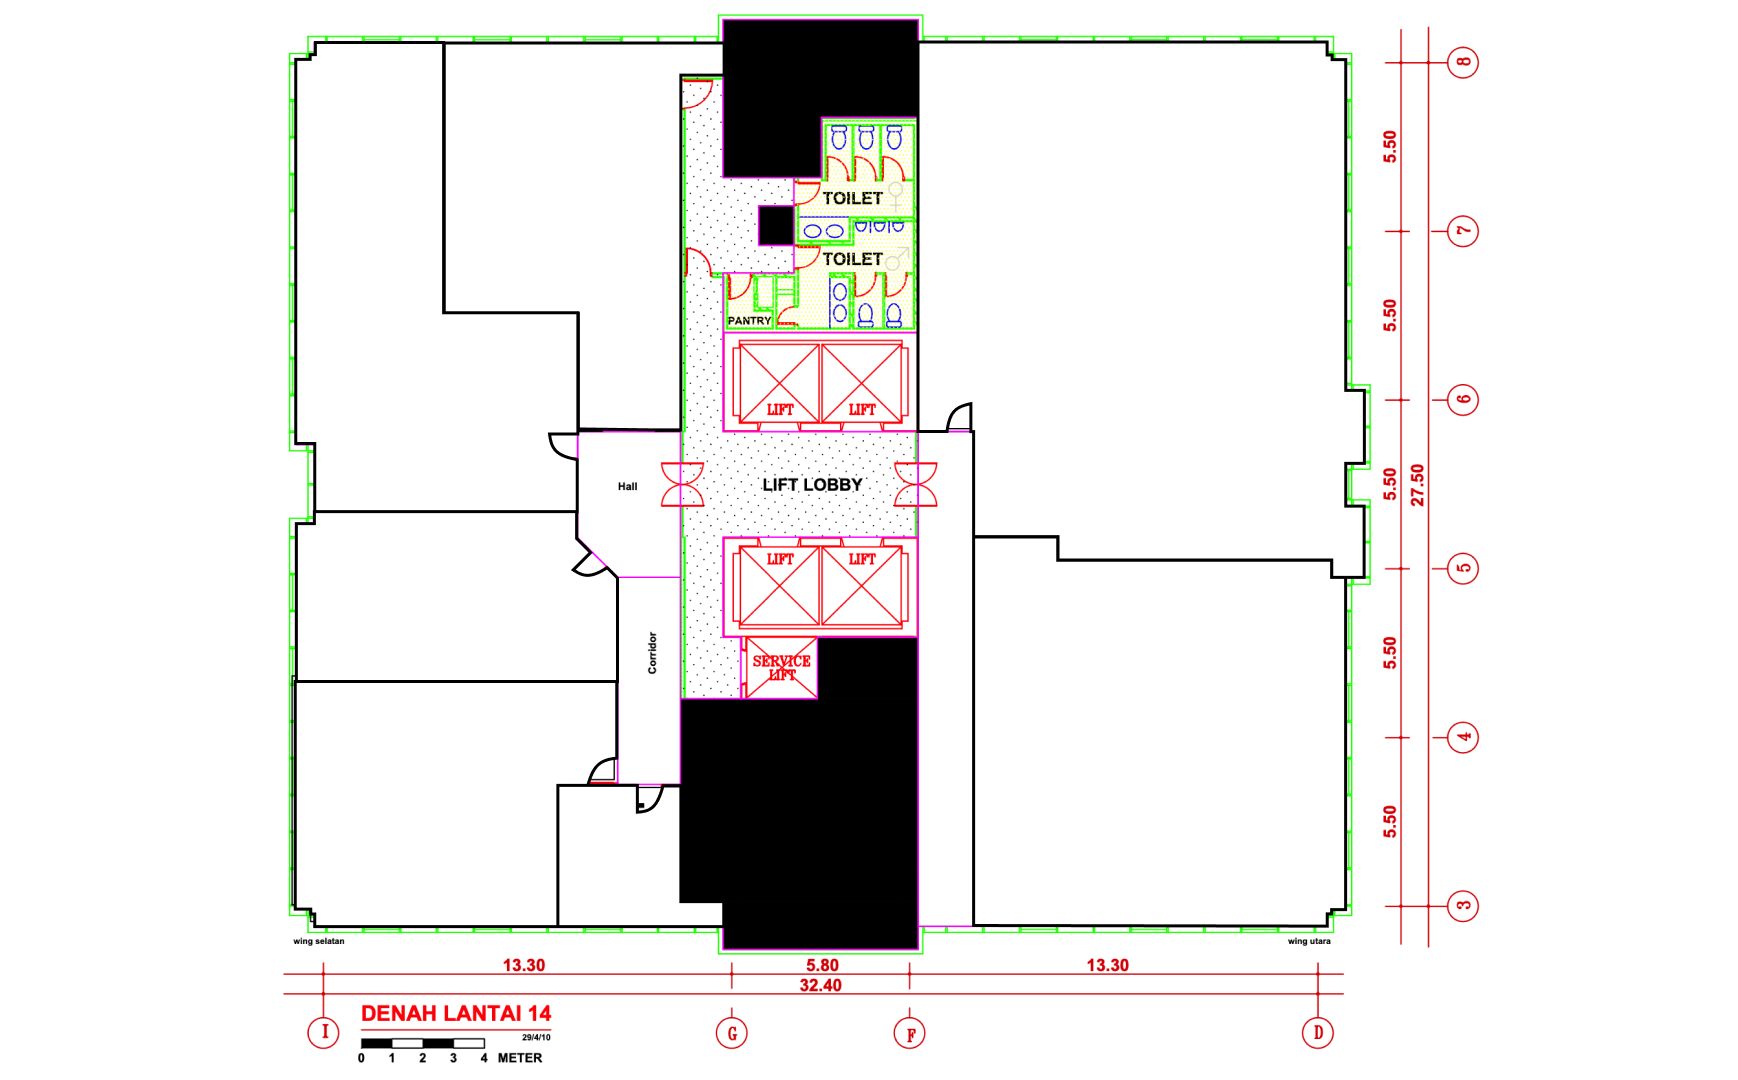 8
5.50
TOILET
7
TOILET
5.50
PANTRY
6
LIFT
LIFT
Hall
LIFT LOBBY
5.50
27.50
LIFT
LIFT
5
Corridor
5.50
SERVICE
LIFT
4
5.50
3
wing selatan
wing utara
13.30
5.80
13.30
32.40
DENAH LANTAI 14
29/4/10
0 1 2 3 4 METER
I
G
F
D